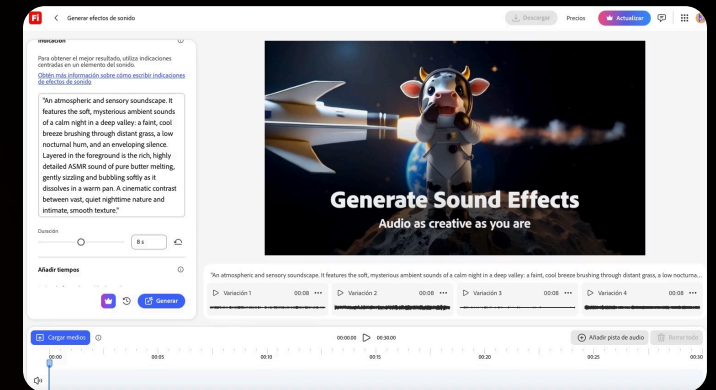 Fi
Generar efectos de sonido
Descargar
Precios
Actualizar
Indicación
Para obtener el mejor resultado, utiliza indicaciones
centradas en un elemento del sonido.
Obtén más información sobre cómo escribir indicaciones
de efectos de sonido
"An atmospheric and sensory soundscape. It
features the soft, mysterious ambient sounds
of a calm night in a deep valley: a faint, cool
breeze brushing through distant grass, a low
nocturnal hum, and an enveloping silence.
Layered in the foreground is the rich, highly
detailed ASMR sound of pure butter melting,
gently sizzling and bubbling softly as it
dissolves in a warm pan. A cinematic contrast
between vast, quiet nighttime nature and
intimate, smooth texture."
Duración
8 s
Añadir tiempos
Generar
Generate Sound Effects
Audio as creative as you are
"An atmospheric and sensory soundscape. It features the soft, mysterious ambient sounds of a calm night in a deep valley: a faint, cool breeze brushing through distant grass, a low nocturna...
Variación 1 00:08
Variación 2 00:08
Variación 3 00:08
Variación 4 00:08
Cargar medios
00:00.00 00:30.00
Añadir pista de audio
Borrar todo
00:00 00:05 00:10 00:15 00:20 00:25 00:30